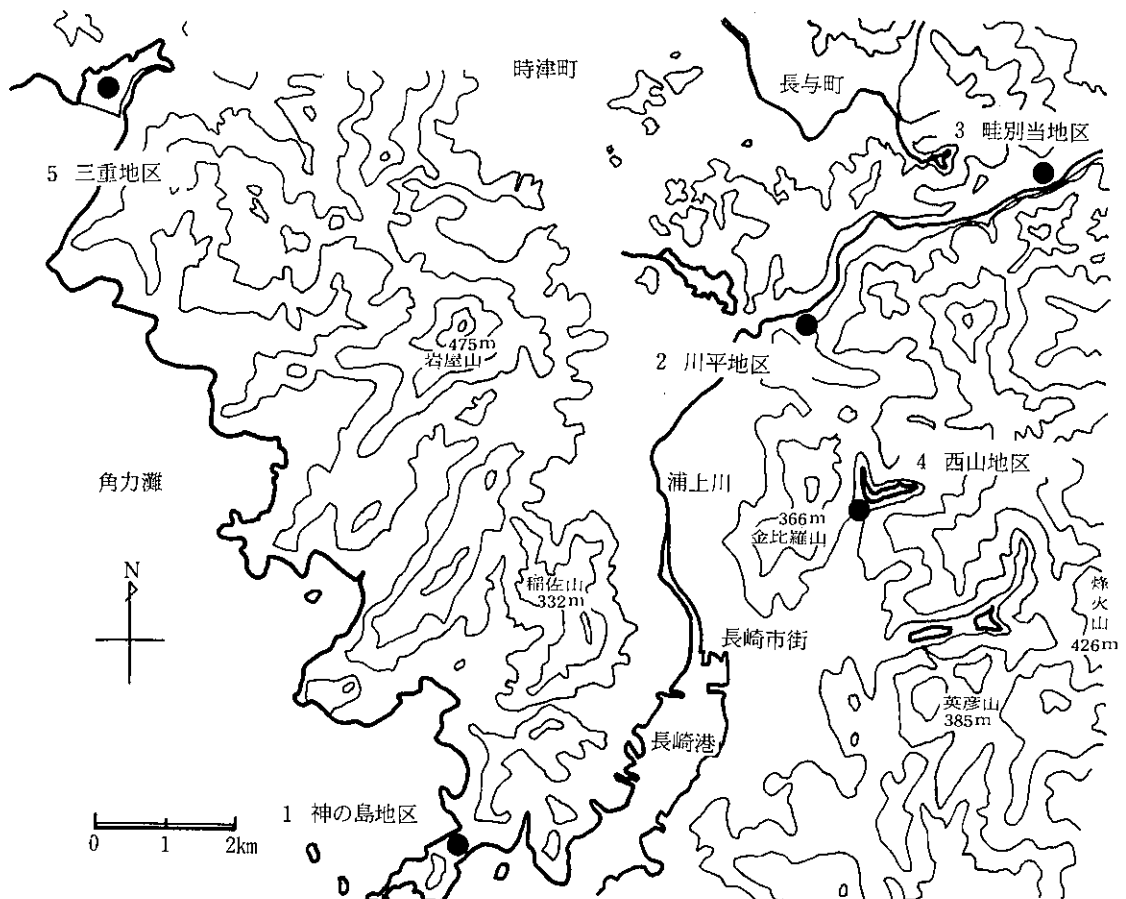 時津町
長与町
3 畦別当地区
5 三重地区
475m
岩屋山
2 川平地区
角力灘
浦上川
4 西山地区
366m
金比羅山
N
稲佐山
332m
烽火山
426m
長崎市街
英彦山
385m
長崎港
1 神の島地区
0 1 2km